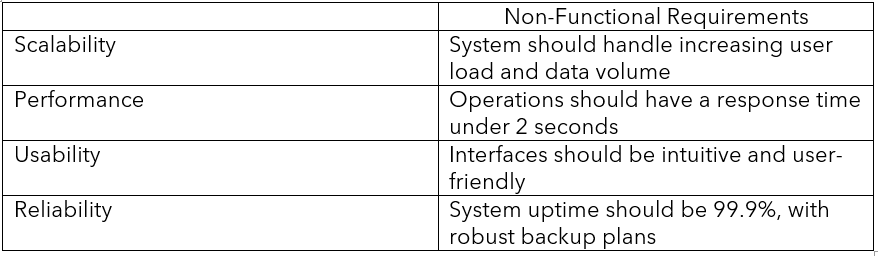 Non-Functional Requirements
Scalability
System should handle increasing user
load and data volume
Performance
Operations should have a response time
under 2 seconds
Usability
Interfaces should be intuitive and user-
friendly
Reliability
System uptime should be 99.9%, with
robust backup plans